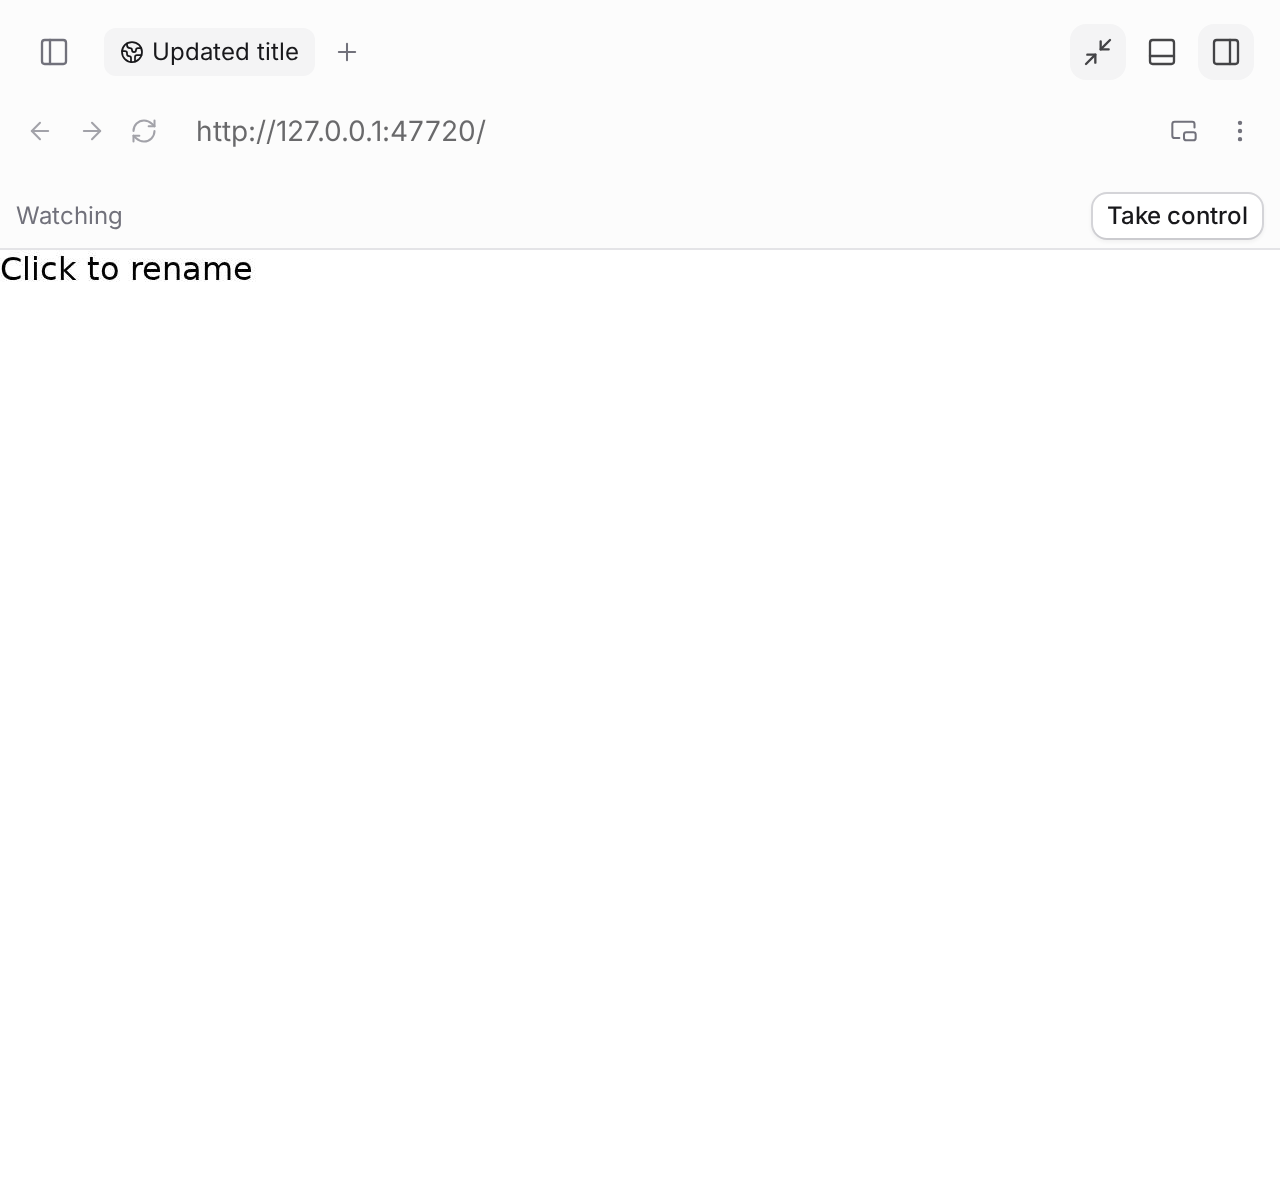 Updated title
http://127.0.0.1:47720/
Watching
Take control
Click to rename